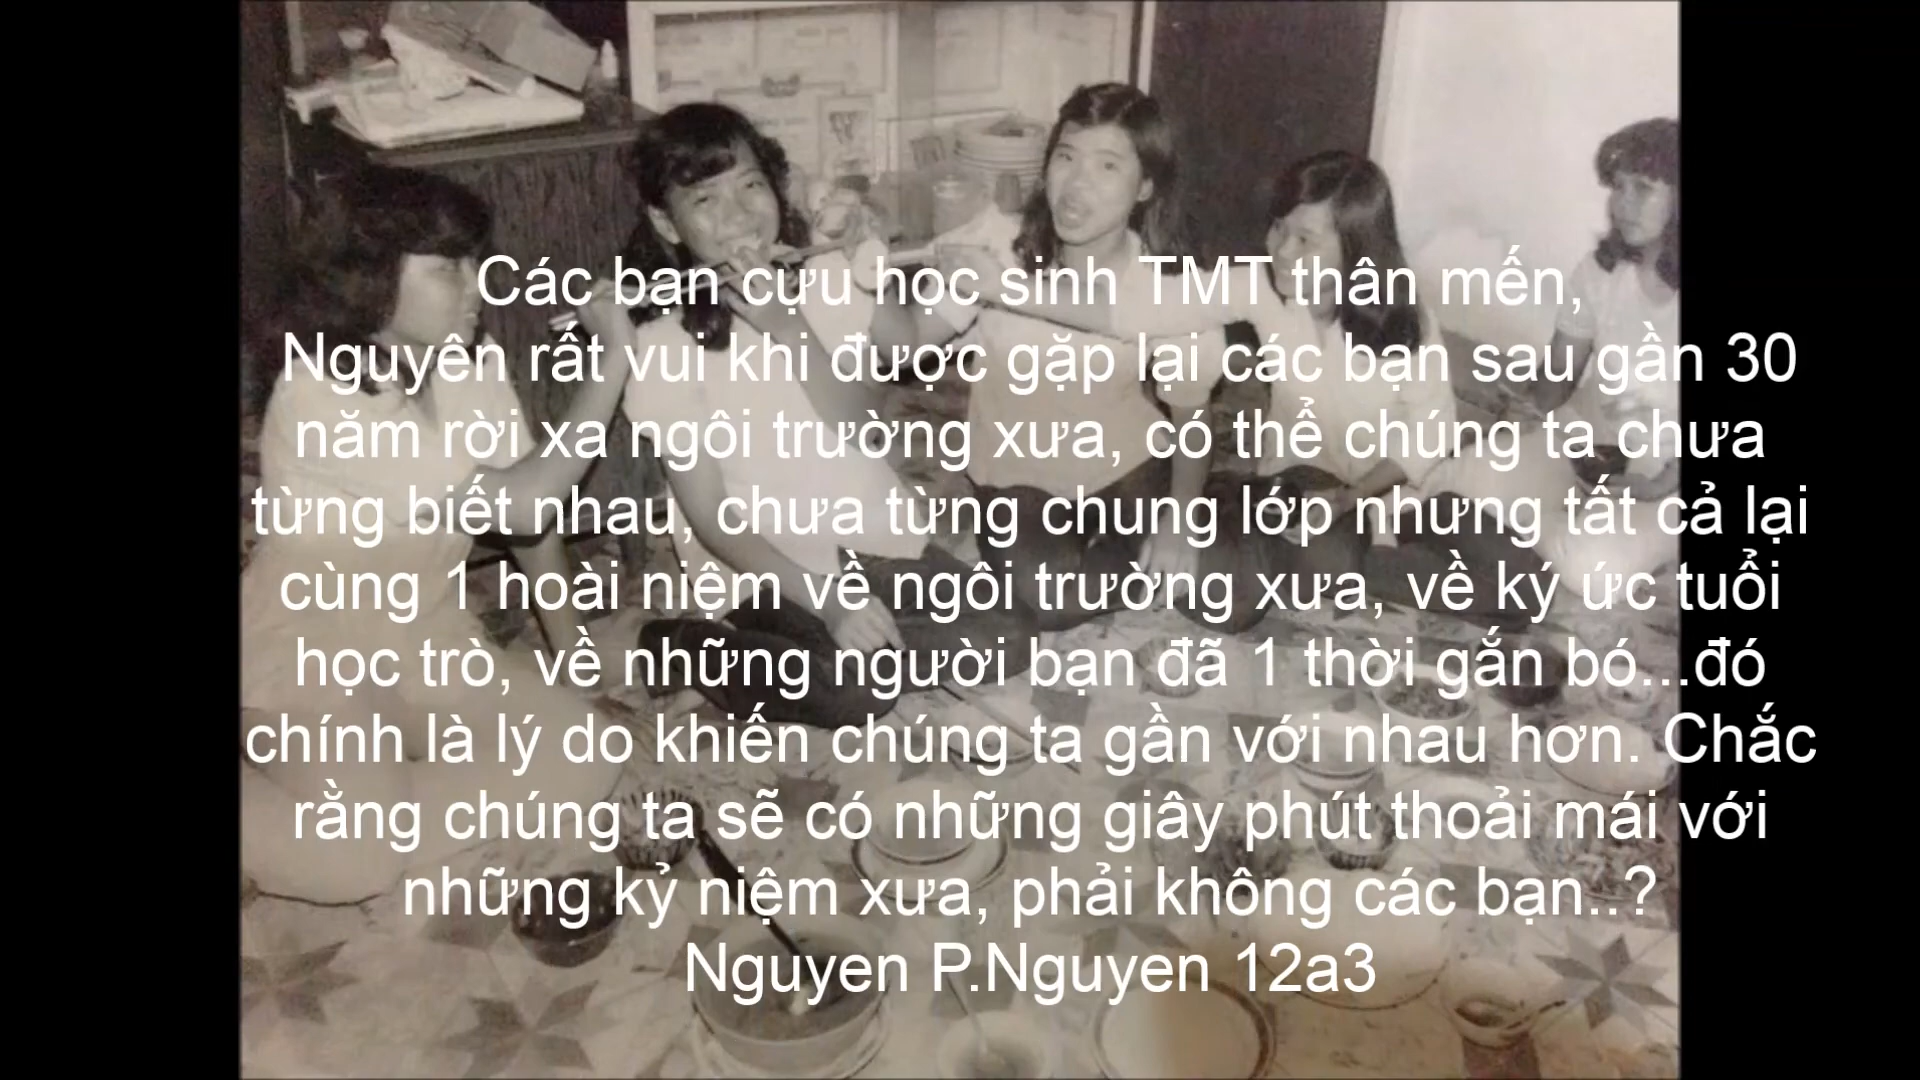 Các bạn cựu học sinh TMT thân mến,
Nguyên rất vui khi được gặp lại các bạn sau gần 30
năm rời xa ngôi trường xưa, có thể chúng ta chưa
từng biết nhau, chưa từng chung lớp nhưng tất cả lại
cùng 1 hoài niệm về ngôi trường xưa, về ký ức tuổi
học trò, về những người bạn đã 1 thời gắn bó...đó
chính là lý do khiến chúng ta gần với nhau hơn. Chắc
rằng chúng ta sẽ có những giây phút thoải mái với
những kỷ niệm xưa, phải không các bạn..?
Nguyen P.Nguyen 12a3